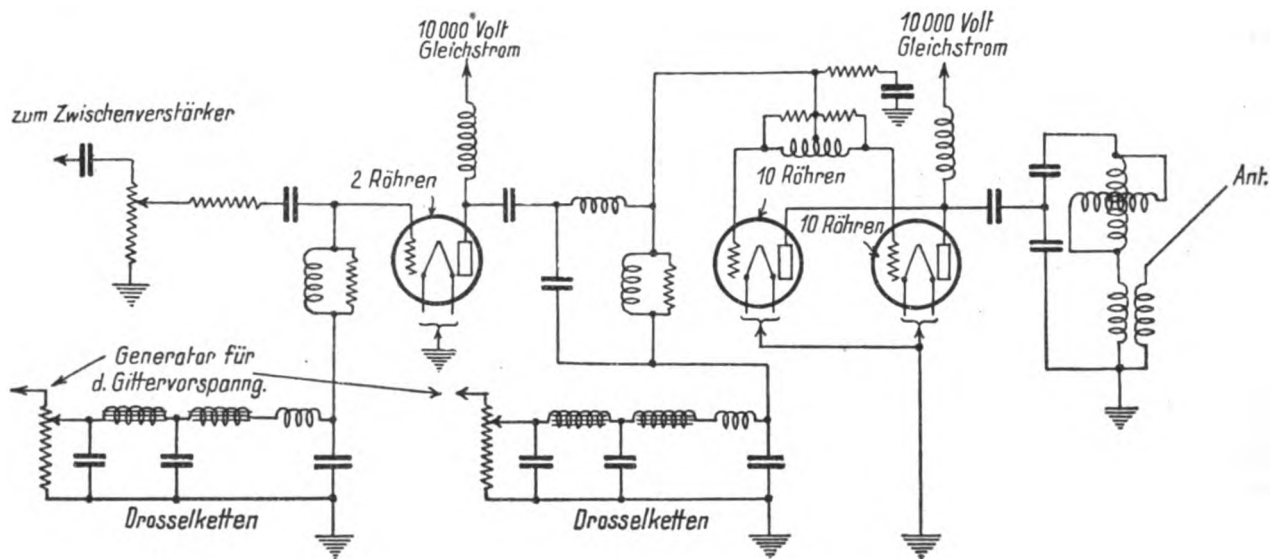 10 000 Volt
Gleichstrom
10 000 Volt
Gleichstrom
zum Zwischenverstärker
2 Röhren
10 Röhren
10 Röhren
Ant.
Generator für
d. Gittervorspanng.
Drosselketten
Drosselketten